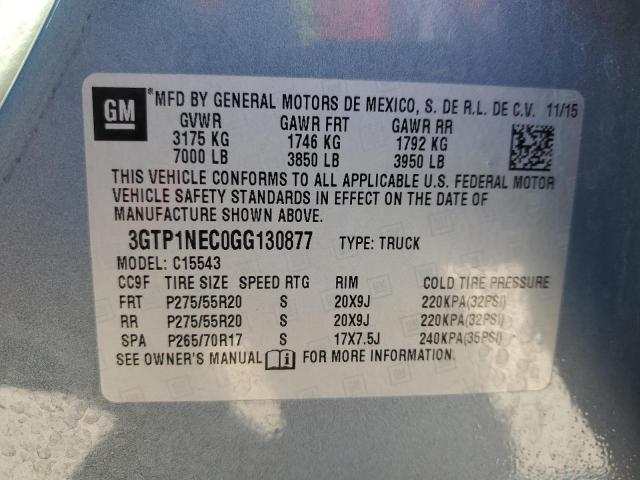 GM ® MFD BY GENERAL MOTORS DE MEXICO, S. DE R.L. DE C.V. 11/15
GVWR GAWR FRT GAWR RR
3175 KG 1746 KG 1792 KG
7000 LB 3850 LB 3950 LB
THIS VEHICLE CONFORMS TO ALL APPLICABLE U.S. FEDERAL MOTOR
VEHICLE SAFETY STANDARDS IN EFFECT ON THE DATE OF
MANUFACTURE SHOWN ABOVE.
3GTP1NEC0GG130877 TYPE: TRUCK
MODEL: C15543
CC9F TIRE SIZE SPEED RTG RIM COLD TIRE PRESSURE
FRT P275/55R20 S 20X9J 220KPA(32PSI)
RR P275/55R20 S 20X9J 220KPA(32PSI)
SPA P265/70R17 S 17X7.5J 240KPA(35PSI)
SEE OWNER'S MANUAL FOR MORE INFORMATION.